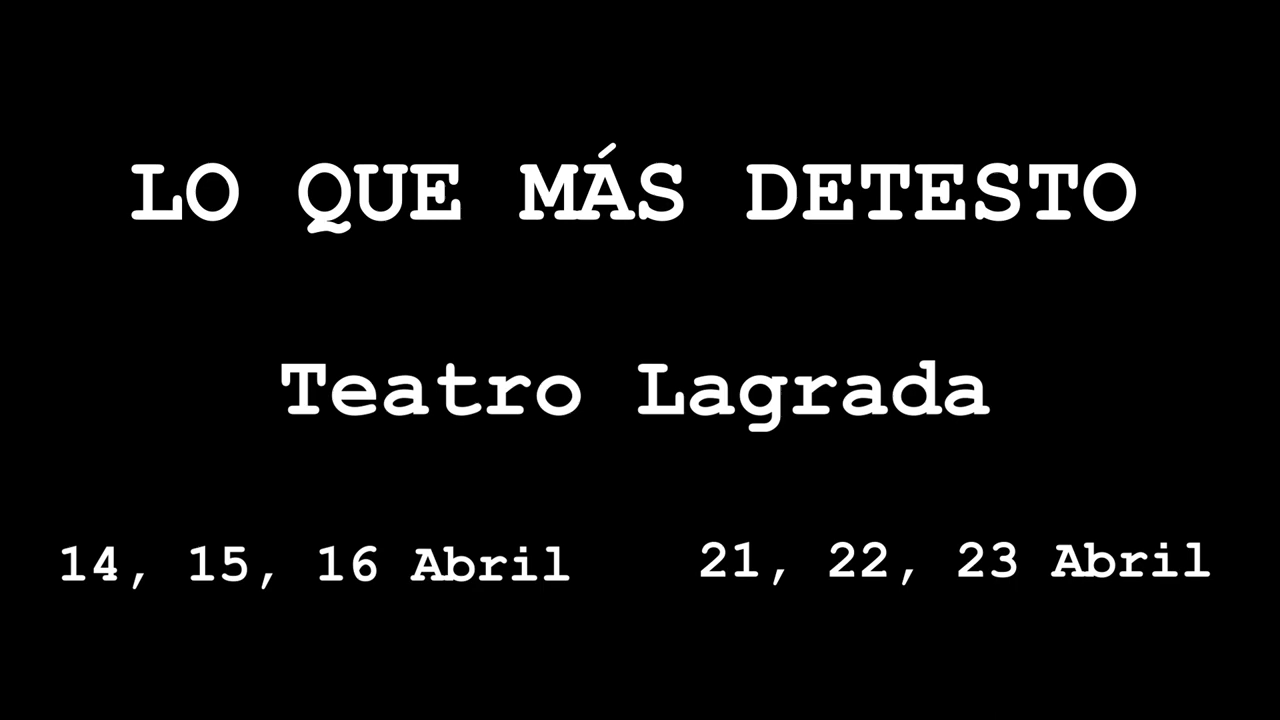 LO QUE MÁS DETESTO
Teatro Lagrada
14, 15, 16 Abril
21, 22, 23 Abril